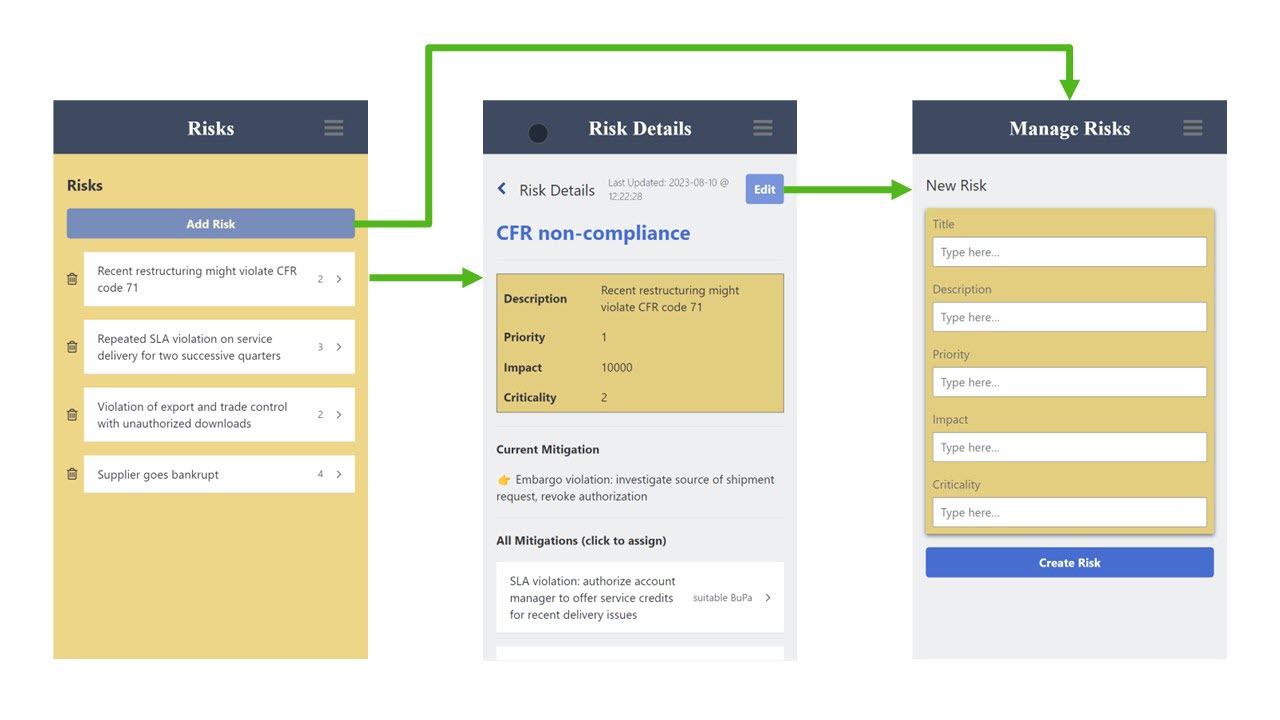 Risks
Risks
Add Risk
Recent restructuring might violate CFR
code 71
2
Repeated SLA violation on service
delivery for two successive quarters
3
Violation of export and trade control
with unauthorized downloads
2
Supplier goes bankrupt
4
Risk Details
Risk Details
Last Updated: 2023-08-10 @
12:22:28
Edit
CFR non-compliance
Description
Recent restructuring might
violate CFR code 71
Priority
1
Impact
10000
Criticality
2
Current Mitigation
👉 Embargo violation: investigate source of shipment
request, revoke authorization
All Mitigations (click to assign)
SLA violation: authorize account
manager to offer service credits
for recent delivery issues
suitable BuPa
Manage Risks
New Risk
Title
Type here...
Description
Type here...
Priority
Type here...
Impact
Type here...
Criticality
Type here...
Create Risk